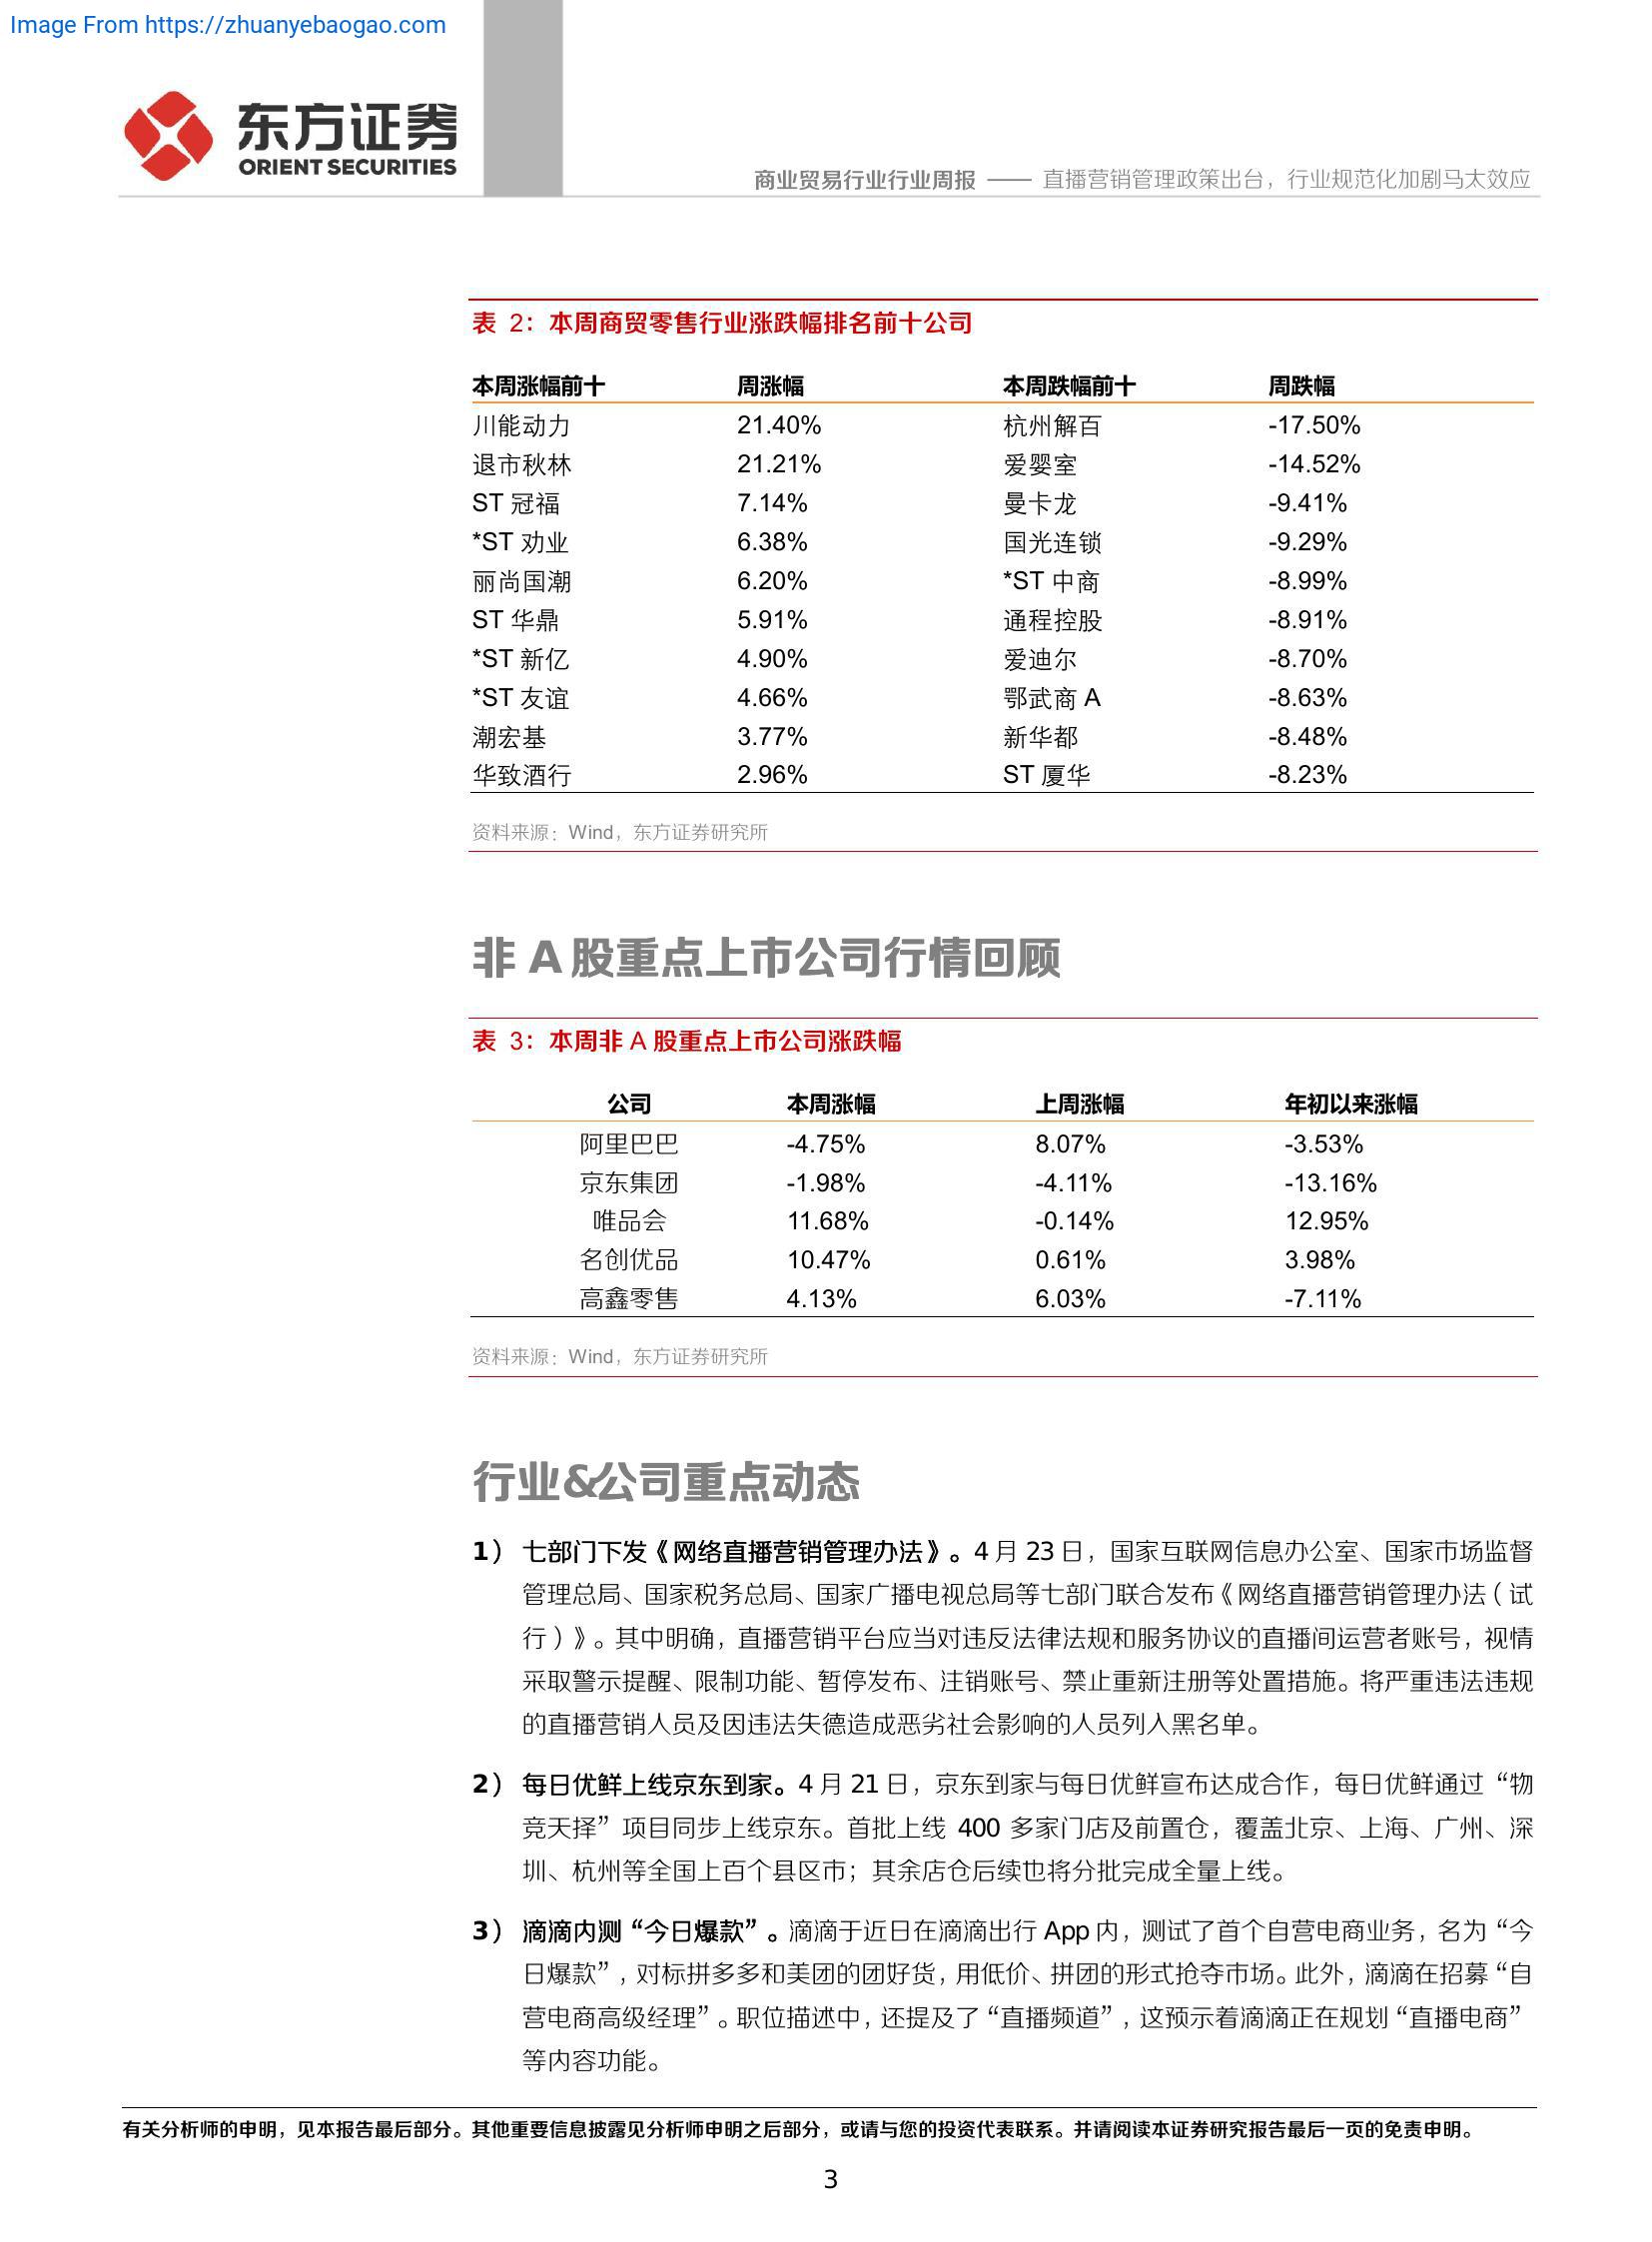 Image From https://zhuanyebaogao.com
东方证券
ORIENT SECURITIES
商业贸易行业行业周报 —— 直播营销管理政策出台，行业规范化加剧马太效应
表 2：本周商贸零售行业涨跌幅排名前十公司
本周涨幅前十 周涨幅 本周跌幅前十 周跌幅
川能动力 21.40% 杭州解百 -17.50%
退市秋林 21.21% 爱婴室 -14.52%
ST 冠福 7.14% 曼卡龙 -9.41%
*ST 劝业 6.38% 国光连锁 -9.29%
丽尚国潮 6.20% *ST 中商 -8.99%
ST 华鼎 5.91% 通程控股 -8.91%
*ST 新亿 4.90% 爱迪尔 -8.70%
*ST 友谊 4.66% 鄂武商 A -8.63%
潮宏基 3.77% 新华都 -8.48%
华致酒行 2.96% ST 厦华 -8.23%
资料来源：Wind，东方证券研究所
非 A 股重点上市公司行情回顾
表 3：本周非 A 股重点上市公司涨跌幅
公司 本周涨幅 上周涨幅 年初以来涨幅
阿里巴巴 -4.75% 8.07% -3.53%
京东集团 -1.98% -4.11% -13.16%
唯品会 11.68% -0.14% 12.95%
名创优品 10.47% 0.61% 3.98%
高鑫零售 4.13% 6.03% -7.11%
资料来源：Wind，东方证券研究所
行业&公司重点动态
1） 七部门下发《网络直播营销管理办法》。4 月 23 日，国家互联网信息办公室、国家市场监督
管理总局、国家税务总局、国家广播电视总局等七部门联合发布《网络直播营销管理办法（试
行）》。其中明确，直播营销平台应当对违反法律法规和服务协议的直播间运营者账号，视情
采取警示提醒、限制功能、暂停发布、注销账号、禁止重新注册等处置措施。将严重违法违规
的直播营销人员及因违法失德造成恶劣社会影响的人员列入黑名单。
2） 每日优鲜上线京东到家。4 月 21 日，京东到家与每日优鲜宣布达成合作，每日优鲜通过“物
竞天择”项目同步上线京东。首批上线 400 多家门店及前置仓，覆盖北京、上海、广州、深
圳、杭州等全国上百个县区市；其余店仓后续也将分批完成全量上线。
3） 滴滴内测“今日爆款”。滴滴于近日在滴滴出行 App 内，测试了首个自营电商业务，名为“今
日爆款”，对标拼多多和美团的团好货，用低价、拼团的形式抢夺市场。此外，滴滴在招募“自
营电商高级经理”。职位描述中，还提及了“直播频道”，这预示着滴滴正在规划“直播电商”
等内容功能。
有关分析师的申明，见本报告最后部分。其他重要信息披露见分析师申明之后部分，或请与您的投资代表联系。并请阅读本证券研究报告最后一页的免责申明。
3